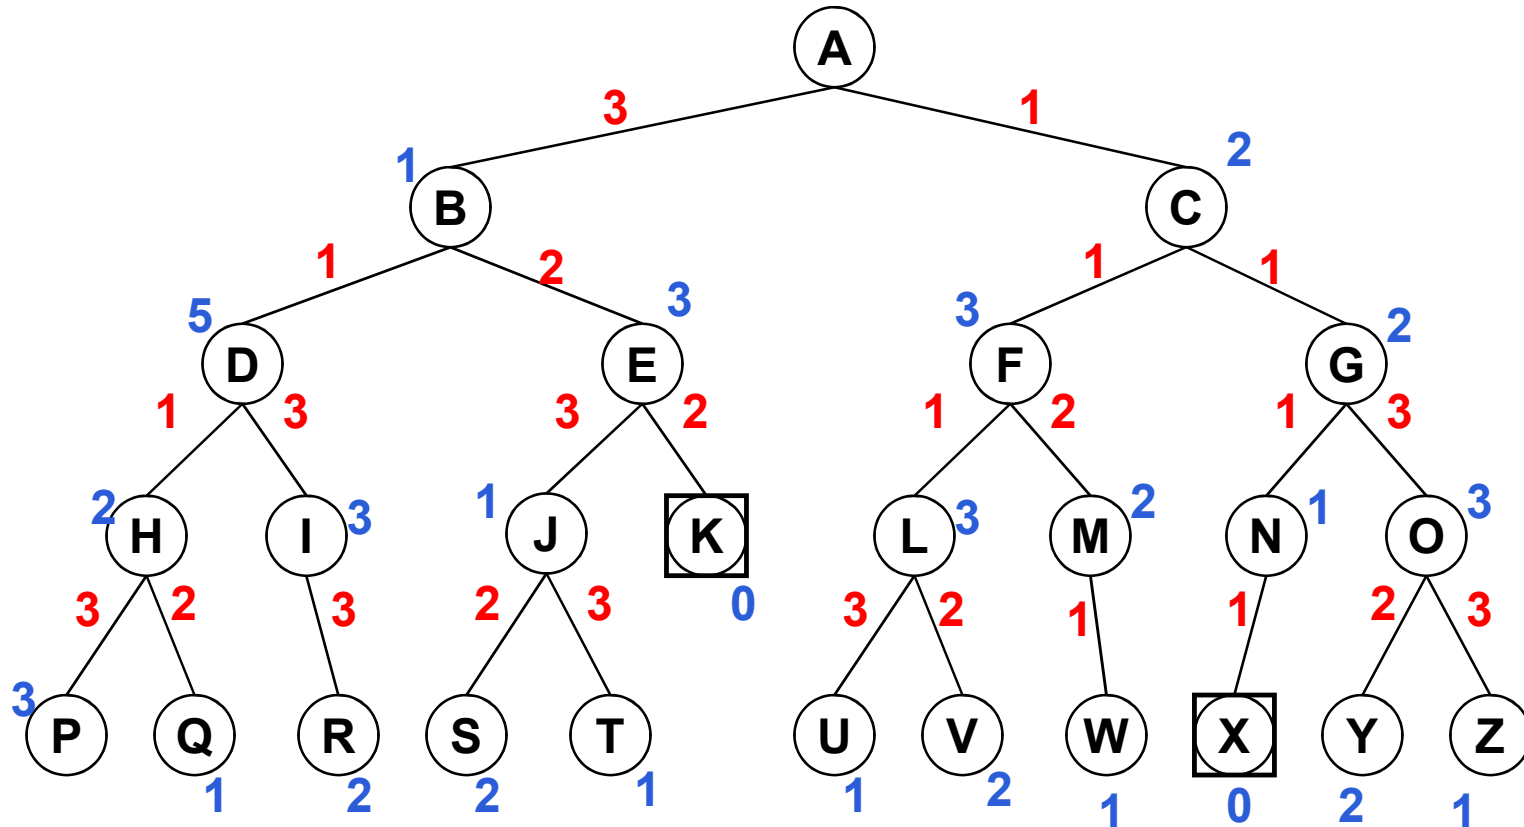 A
3 1
1 2
B C
1 2 1 1
5 3 3 2
D E F G
1 3 3 2 1 2 1 3
2 3 1 3 2 1 3
H I J K L M N O
3 2 3 2 3 0 3 2 1 1 2 3
3
P Q R S T U V W X Y Z
1 2 2 1 1 2 1 0 2 1